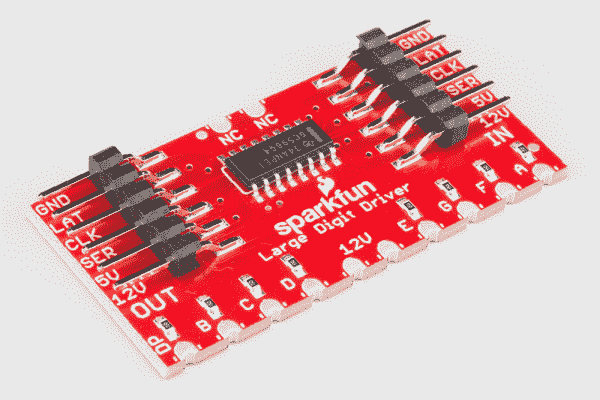 GND
LAT
CLK
SER
5V
12V
IN
NC NC
sparkfun
Large Digit Driver
12V
GND
LAT
CLK
SER
5V
12V
OUT
DP B C D E G F A